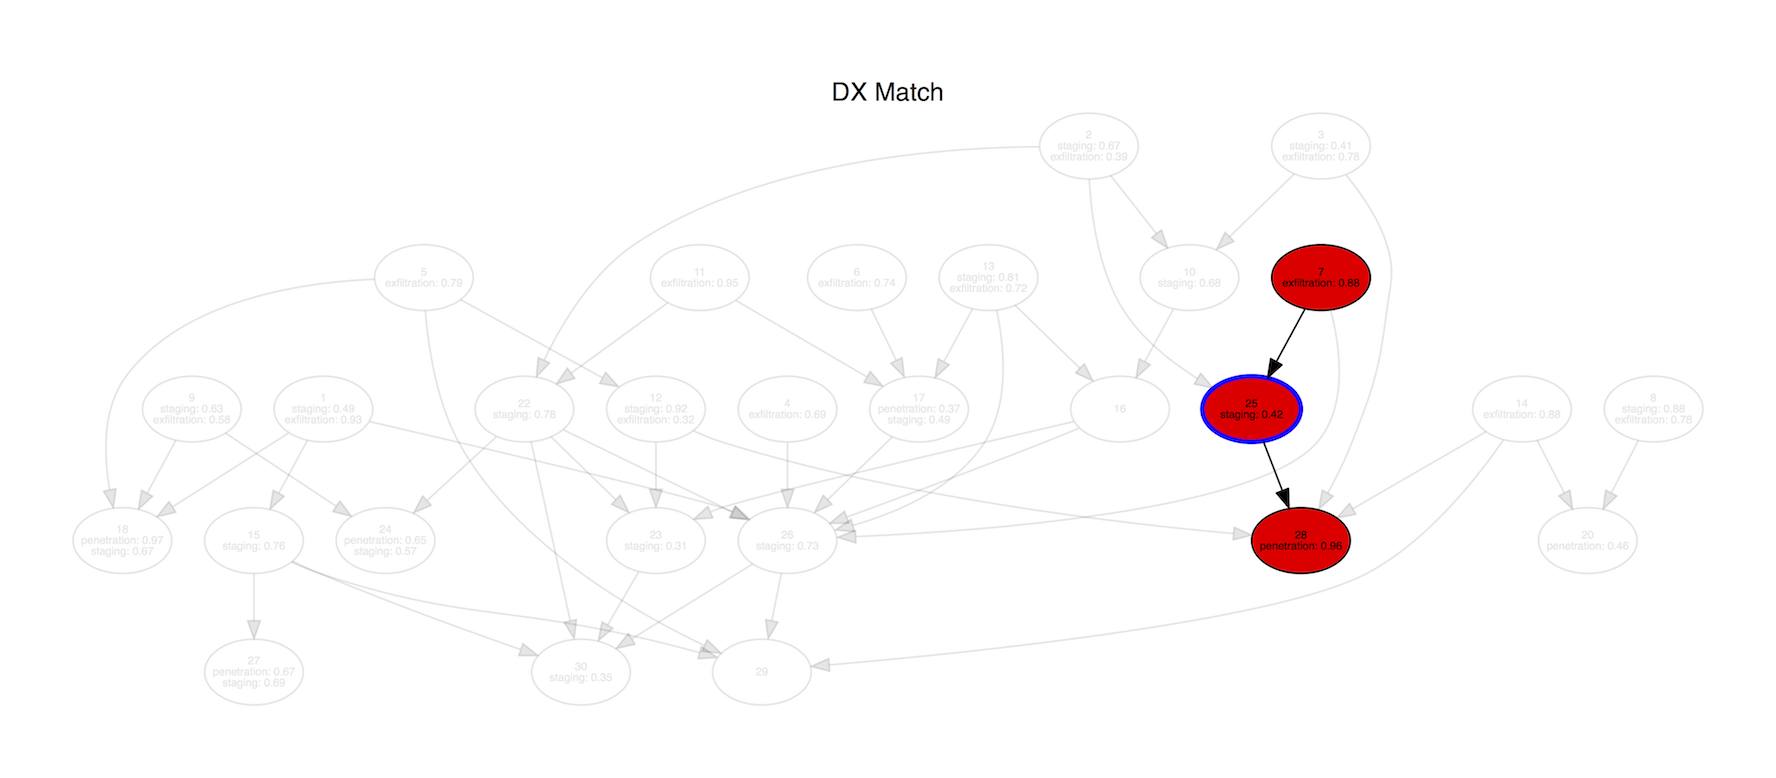 DX Match
2
staging: 0.67
exfiltration: 0.39
3
staging: 0.41
exfiltration: 0.78
5
exfiltration: 0.79
11
exfiltration: 0.95
6
exfiltration: 0.74
13
staging: 0.81
exfiltration: 0.72
10
staging: 0.68
7
exfiltration: 0.88
9
staging: 0.63
exfiltration: 0.58
1
staging: 0.49
exfiltration: 0.93
22
staging: 0.78
12
staging: 0.92
exfiltration: 0.32
4
exfiltration: 0.69
17
penetration: 0.37
staging: 0.49
16
25
staging: 0.42
14
exfiltration: 0.88
8
staging: 0.88
exfiltration: 0.78
18
penetration: 0.97
staging: 0.67
15
staging: 0.76
24
penetration: 0.65
staging: 0.57
23
staging: 0.31
26
staging: 0.73
28
penetration: 0.96
20
penetration: 0.46
27
penetration: 0.67
staging: 0.69
30
staging: 0.35
29